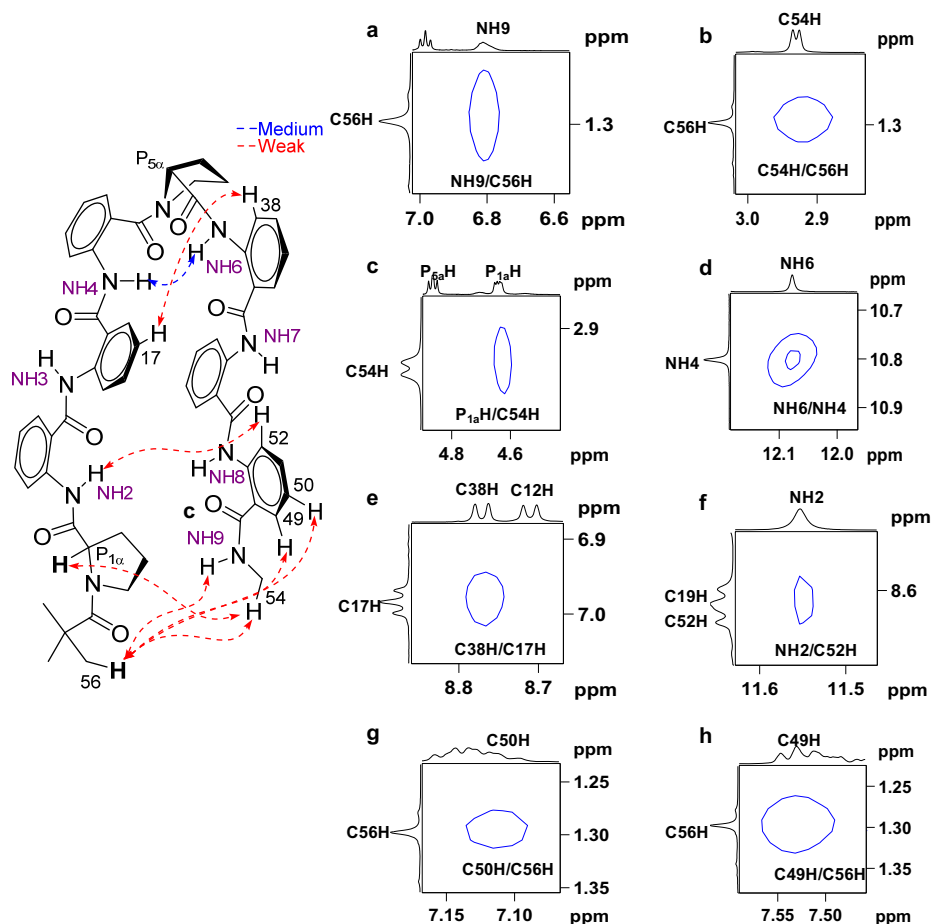 a
NH9
ppm
C56H
1.3
NH9/C56H
7.0 6.8 6.6
ppm
b
C54H
ppm
C56H
1.3
C54H/C56H
3.0 2.9
ppm
Medium
Weak
P5α
H
38
N
O
O
N
H
NH6
N
H
NH4
O
H
17
O
N
H
NH7
H
N
NH3
O
O
H
52
N
H
NH8
H
N
NH2
50
H
49
O
c
NH9
N
H
H
O
P1α
H
N
54
H
O
H
56
c
P5aH P1aH
ppm
2.9
C54H
P1aH/C54H
4.8 4.6
ppm
d
NH6
ppm
10.7
NH4
10.8
NH6/NH4
10.9
12.1 12.0
ppm
e
C38H C12H
ppm
6.9
C17H
7.0
C38H/C17H
8.8 8.7
ppm
f
NH2
ppm
C19H
8.6
C52H
NH2/C52H
11.6 11.5
ppm
g
C50H
ppm
1.25
C56H
1.30
C50H/C56H
1.35
7.15 7.10
ppm
h
C49H
ppm
1.25
C56H
1.30
C49H/C56H
1.35
7.55 7.50
ppm